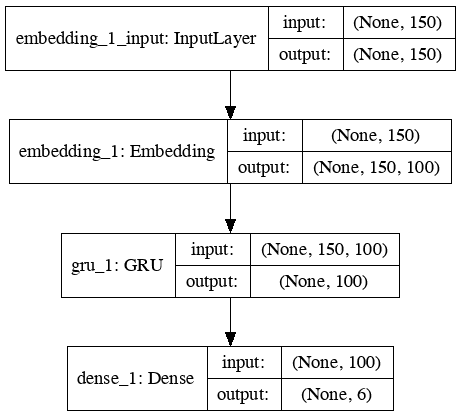 embedding_1_input: InputLayer
input: (None, 150)
output: (None, 150)
embedding_1: Embedding
input: (None, 150)
output: (None, 150, 100)
gru_1: GRU
input: (None, 150, 100)
output: (None, 100)
dense_1: Dense
input: (None, 100)
output: (None, 6)